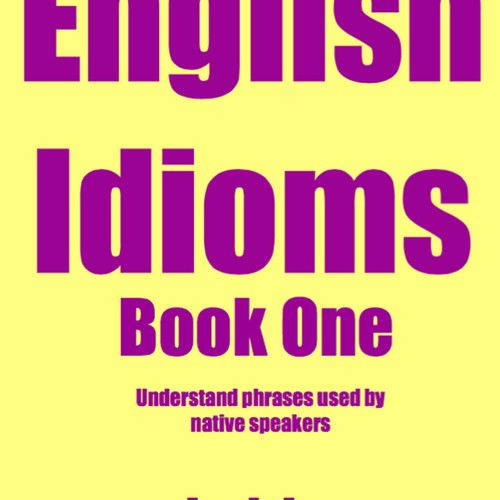 English
Idioms
Book One
Understand phrases used by
native speakers